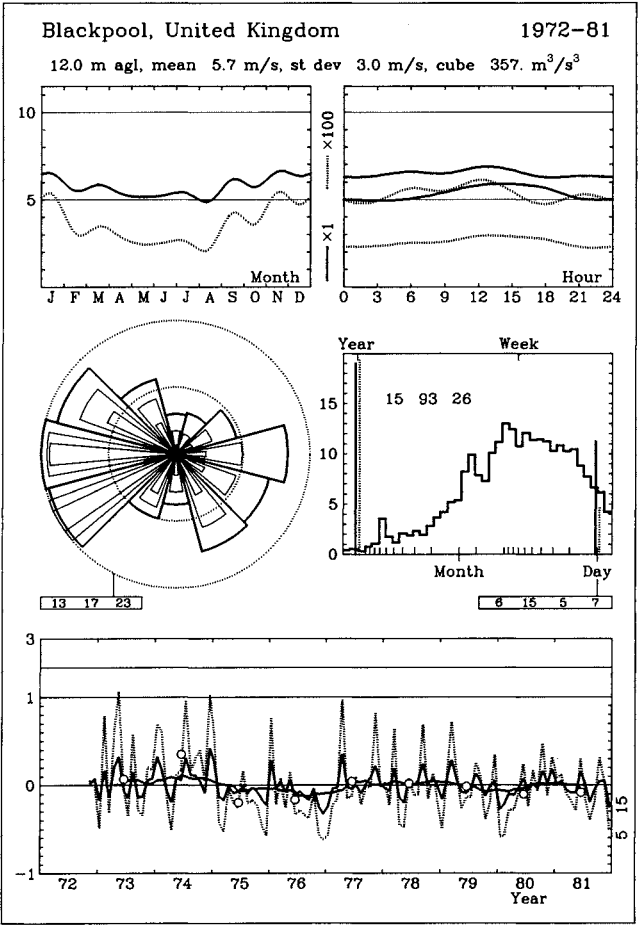 Blackpool, United Kingdom 1972-81
12.0 m agl, mean 5.7 m/s, st dev 3.0 m/s, cube 357. m³/s³
10
5
Month
J F M A M J J A S O N D
×1 ×100
Hour
0 3 6 9 12 15 18 21 24
Year Week
15 93 26
15
10
5
0
Month Day
13 17 23
6 15 5 7
3
1
0
-1
5 15
72 73 74 75 76 77 78 79 80 81
Year